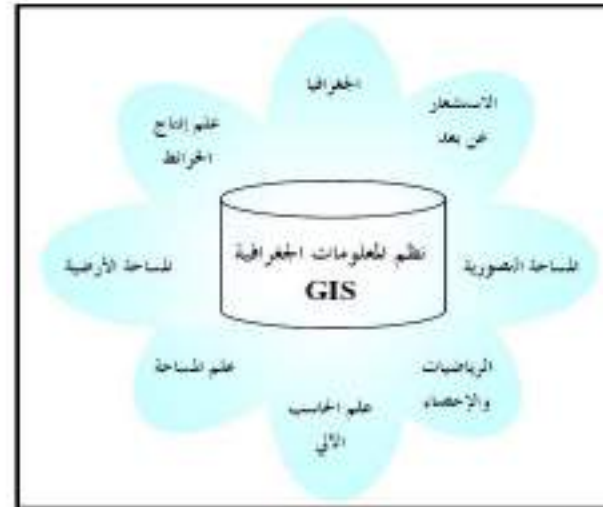 الجغرافيا
الاستشعار
عن بعد
علم إنتاج
الخرائط
نظم المعلومات الجغرافية
GIS
المساحة التصويرية
المساحة الأرضية
الرياضيات
والإحصاء
علم المساحة
علم الحاسب
الآلي